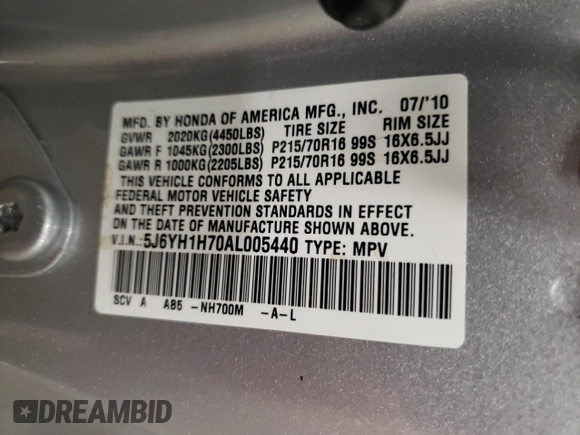 MFD. BY HONDA OF AMERICA MFG., INC. 07/'10
GVWR 2020KG(4450LBS) TIRE SIZE RIM SIZE
GAWR F 1045KG(2300LBS) P215/70R16 99S 16X6.5JJ
GAWR R 1000KG(2205LBS) P215/70R16 99S 16X6.5JJ
THIS VEHICLE CONFORMS TO ALL APPLICABLE
FEDERAL MOTOR VEHICLE SAFETY
AND THEFT PREVENTION STANDARDS IN EFFECT
ON THE DATE OF MANUFACTURE SHOWN ABOVE.
V.I.N.:5J6YH1H70AL005440 TYPE: MPV
SCV A AB5 -NH700M -A-L
DREAMBID